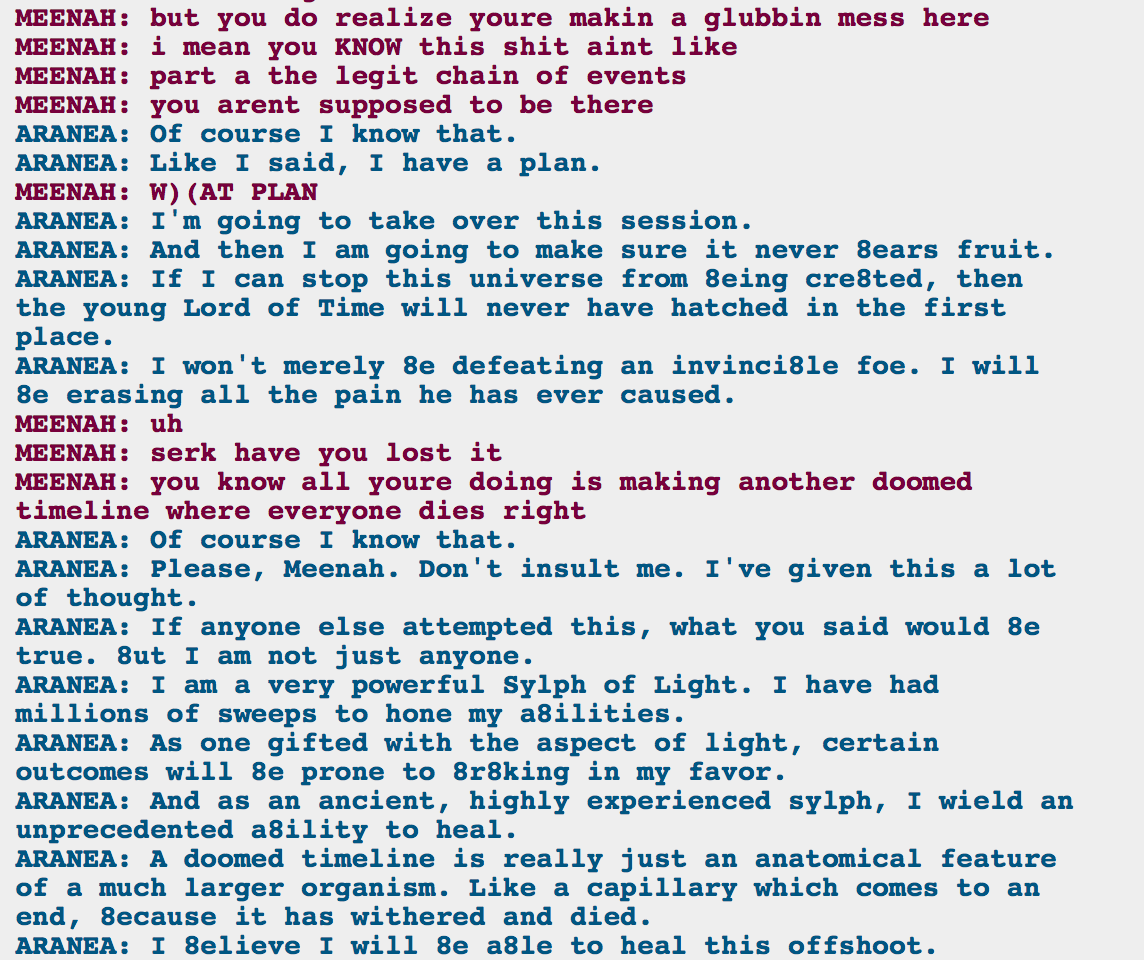 MEENAH: but you do realize youre makin a glubbin mess here
MEENAH: i mean you KNOW this shit aint like
MEENAH: part a the legit chain of events
MEENAH: you arent supposed to be there
ARANEA: Of course I know that.
ARANEA: Like I said, I have a plan.
MEENAH: W)(AT PLAN
ARANEA: I'm going to take over this session.
ARANEA: And then I am going to make sure it never 8ears fruit.
ARANEA: If I can stop this universe from 8eing cre8ted, then
the young Lord of Time will never have hatched in the first
place.
ARANEA: I won't merely 8e defeating an invinci8le foe. I will
8e erasing all the pain he has ever caused.
MEENAH: uh
MEENAH: serk have you lost it
MEENAH: you know all youre doing is making another doomed
timeline where everyone dies right
ARANEA: Of course I know that.
ARANEA: Please, Meenah. Don't insult me. I've given this a lot
of thought.
ARANEA: If anyone else attempted this, what you said would 8e
true. 8ut I am not just anyone.
ARANEA: I am a very powerful Sylph of Light. I have had
millions of sweeps to hone my a8ilities.
ARANEA: As one gifted with the aspect of light, certain
outcomes will 8e prone to 8r8king in my favor.
ARANEA: And as an ancient, highly experienced sylph, I wield an
unprecedented a8ility to heal.
ARANEA: A doomed timeline is really just an anatomical feature
of a much larger organism. Like a capillary which comes to an
end, 8ecause it has withered and died.
ARANEA: I 8elieve I will 8e a8le to heal this offshoot.